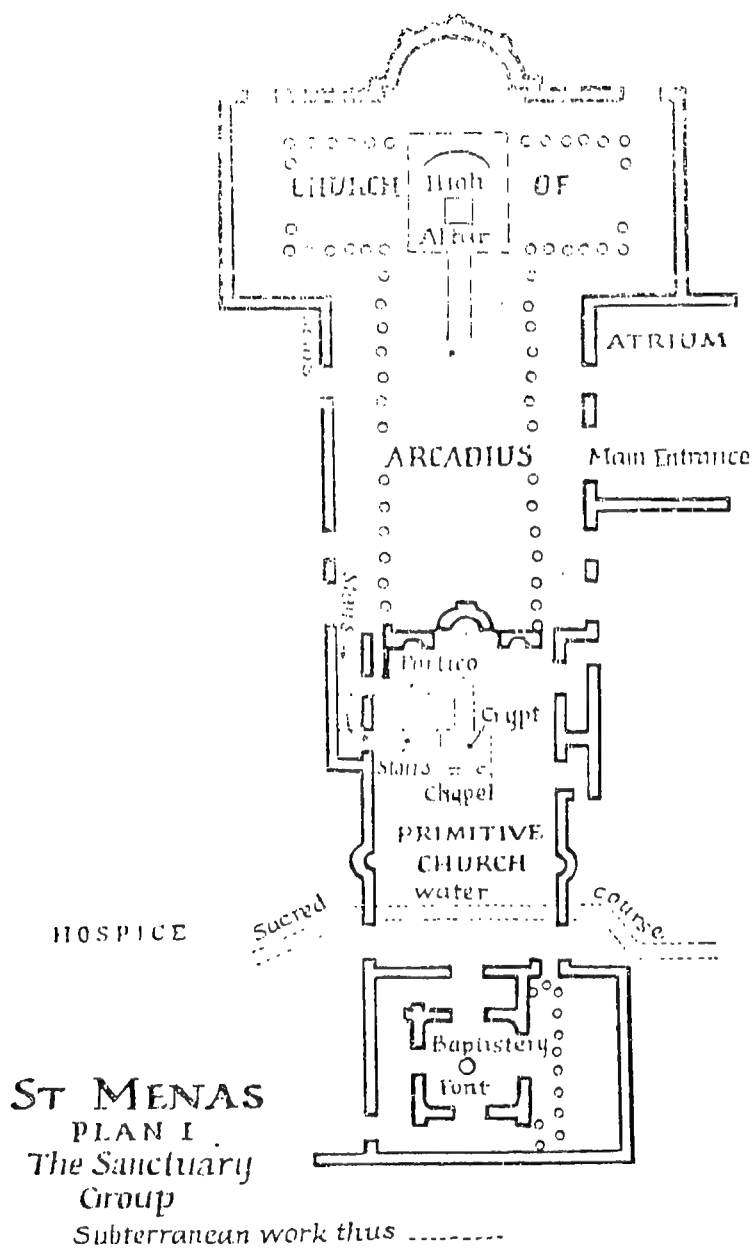 CHURCH OF
High
Altar
ATRIUM
ARCADIUS
Main Entrance
Stairs
Portico
Crypt
Stairs
Chapel
PRIMITIVE
CHURCH
Sacred water course
HOSPICE
Baptistery
Font
ST MENAS
PLAN I.
The Sanctuary
Group
Subterranean work thus --------